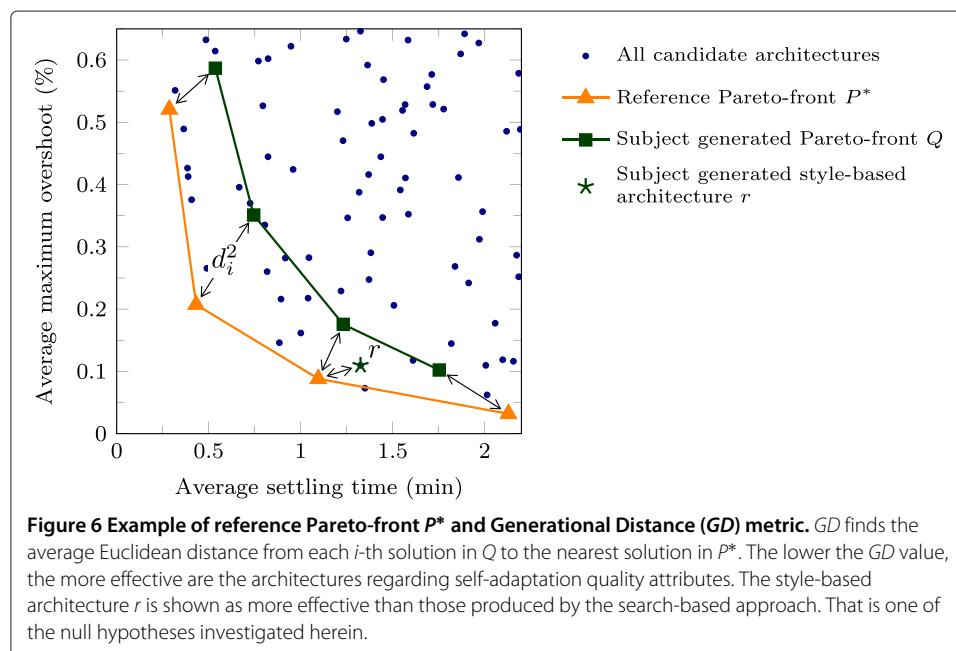 0.6
0.5
0.4
0.3
0.2
0.1
0
0
0.5
1
1.5
2
Average maximum overshoot (%)
Average settling time (min)
d_i^2
r
All candidate architectures
Reference Pareto-front P*
Subject generated Pareto-front Q
Subject generated style-based
architecture r
Figure 6 Example of reference Pareto-front P* and Generational Distance (GD) metric. GD finds the
average Euclidean distance from each i-th solution in Q to the nearest solution in P*. The lower the GD value,
the more effective are the architectures regarding self-adaptation quality attributes. The style-based
architecture r is shown as more effective than those produced by the search-based approach. That is one of
the null hypotheses investigated herein.